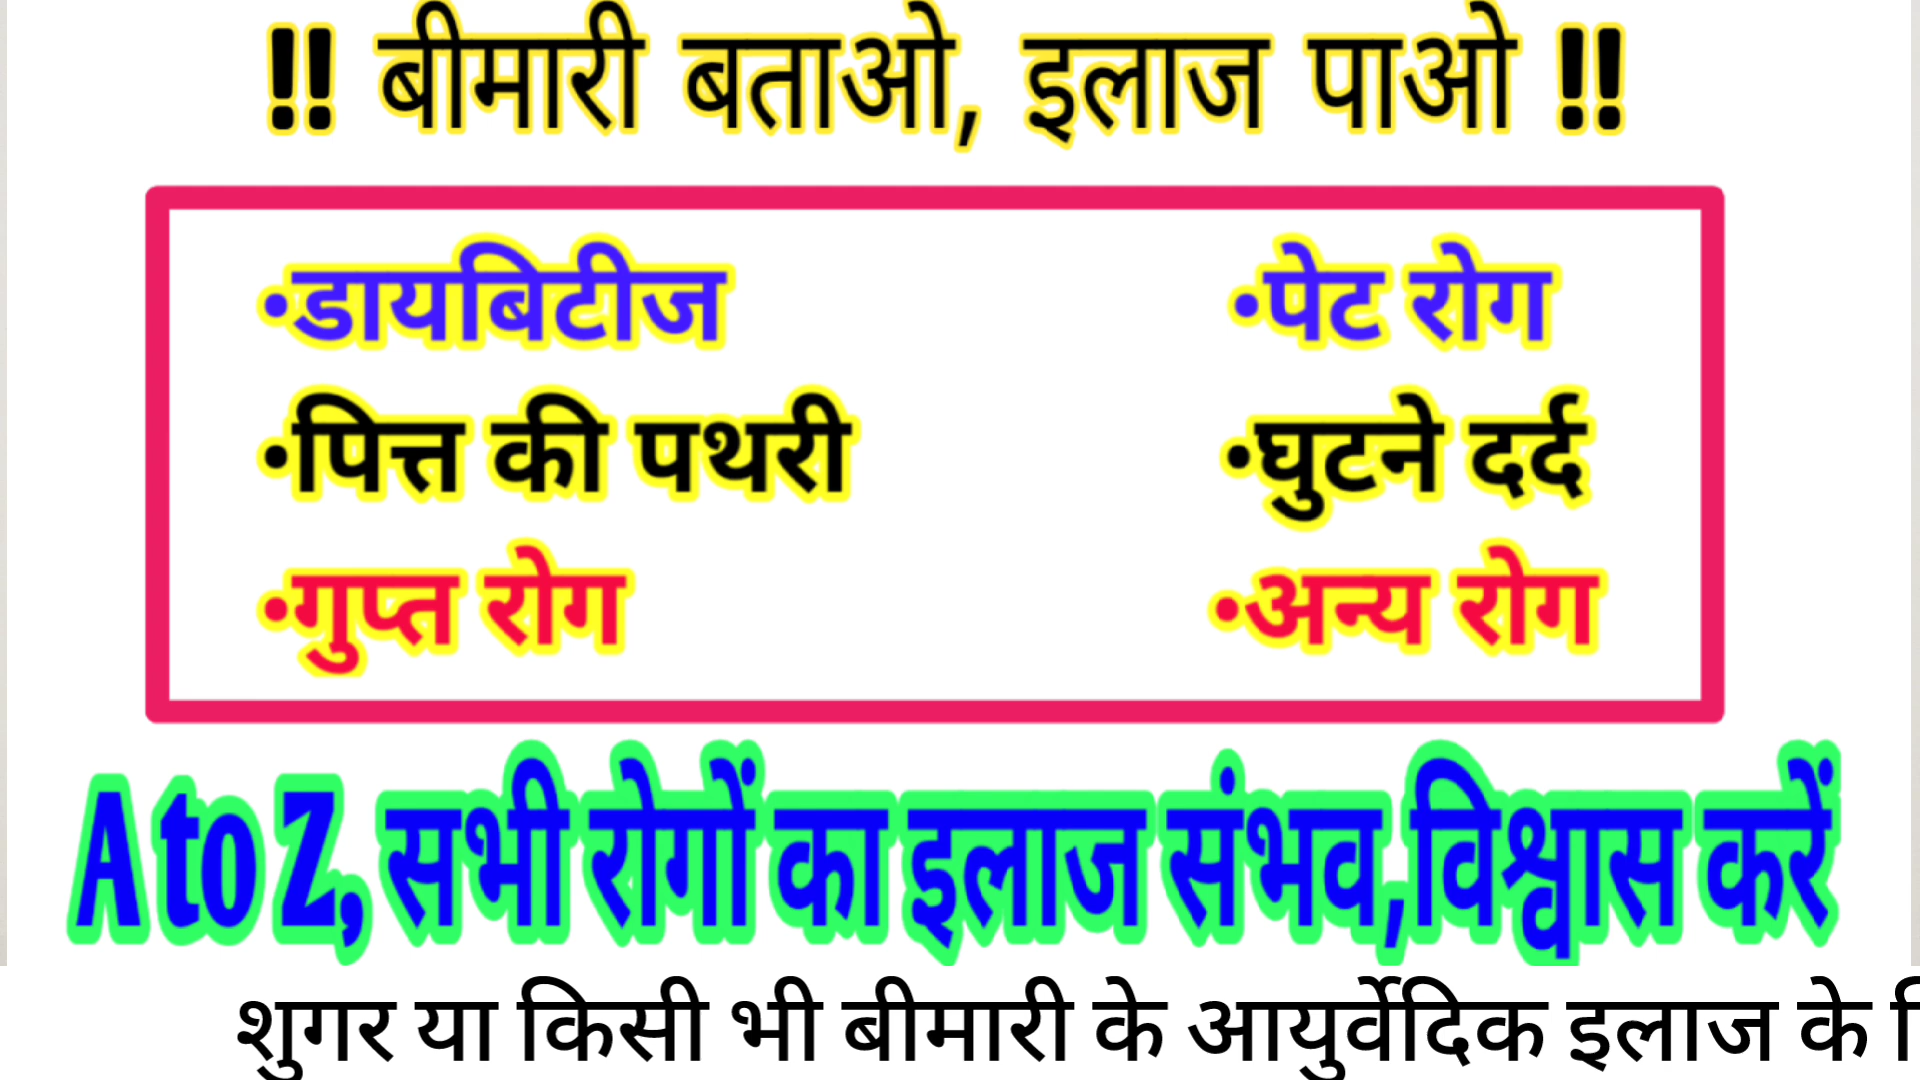 !! बीमारी बताओ, इलाज पाओ !!
•डायबिटीज •पेट रोग
•पित्त की पथरी •घुटने दर्द
•गुप्त रोग •अन्य रोग
A to Z, सभी रोगों का इलाज संभव,विश्वास करें
शुगर या किसी भी बीमारी के आयुर्वेदिक इलाज के